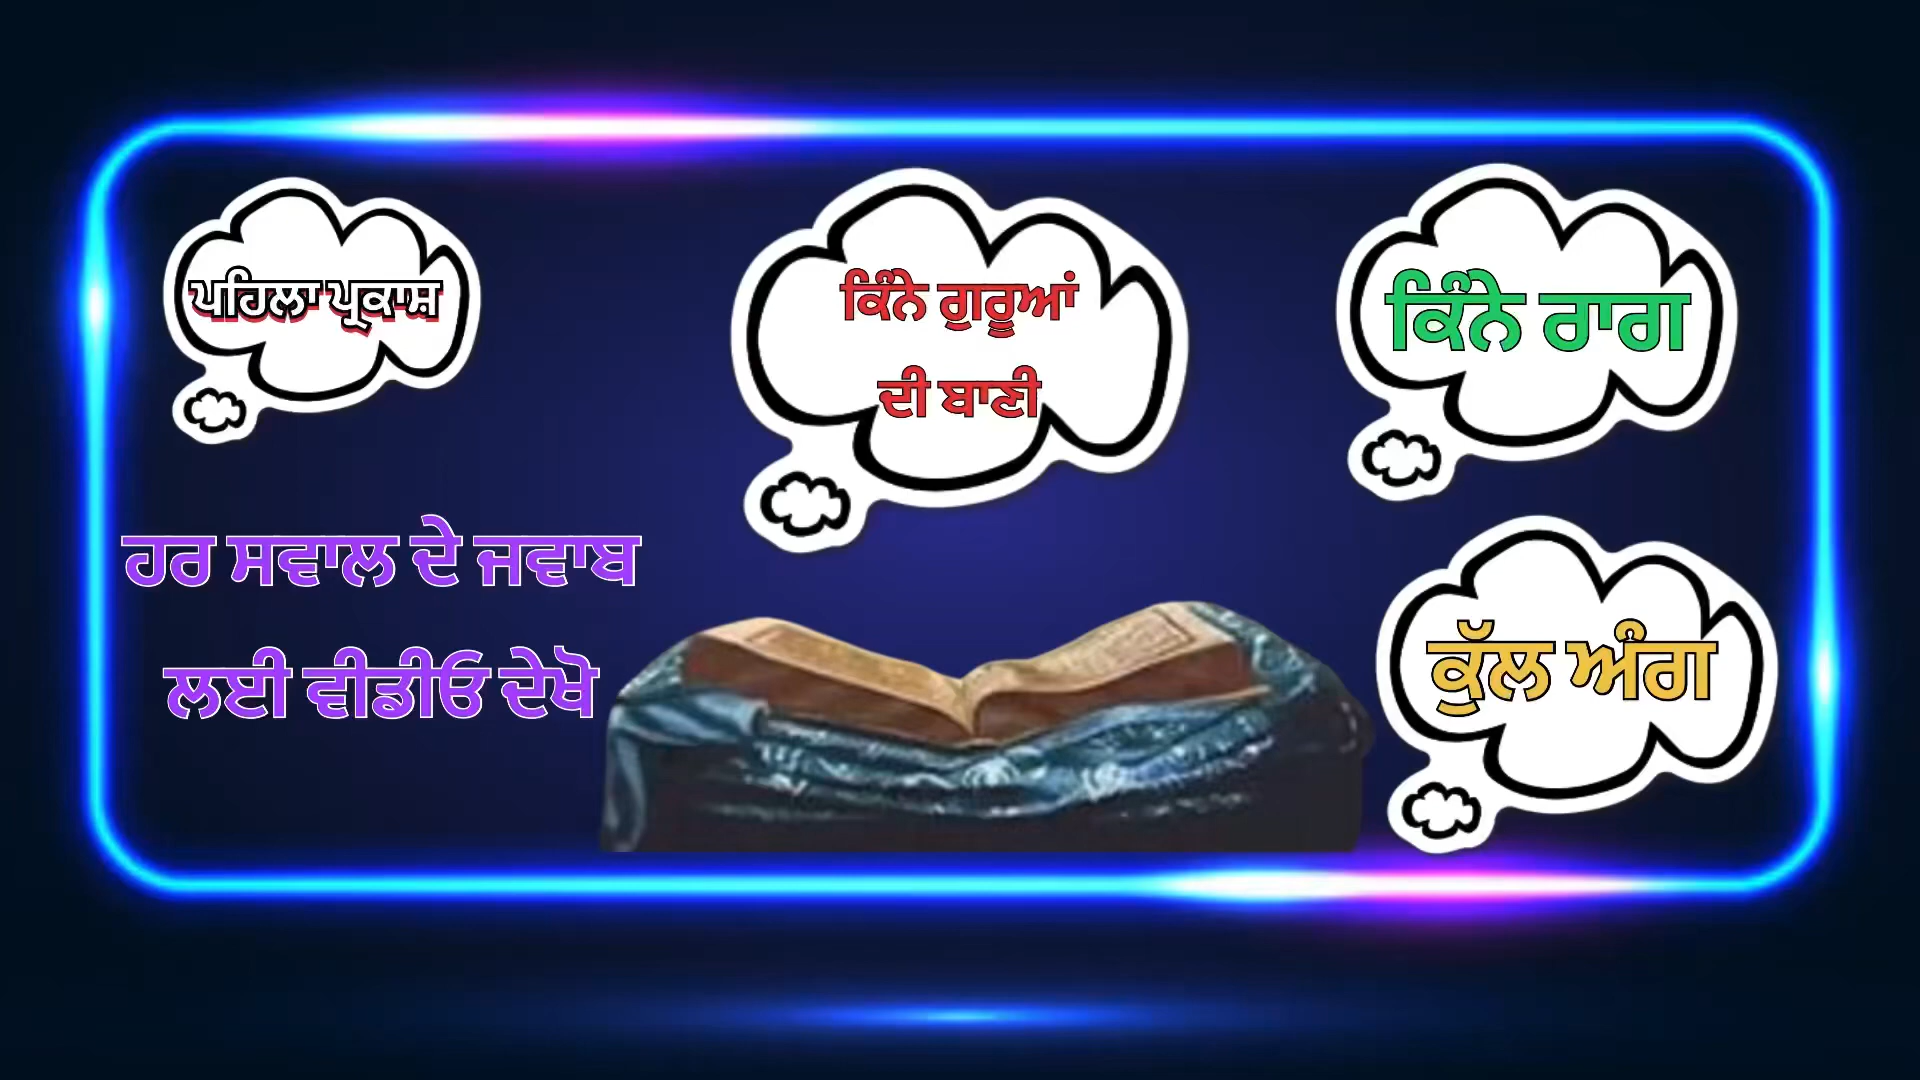 ਪਹਿਲਾ ਪ੍ਰਕਾਸ਼
ਕਿੰਨੇ ਗੁਰੂਆਂ
ਦੀ ਬਾਣੀ
ਕਿੰਨੇ ਰਾਗ
ਹਰ ਸਵਾਲ ਦੇ ਜਵਾਬ
ਲਈ ਵੀਡੀਓ ਦੇਖੋ
ਕੁੱਲ ਅੰਗ